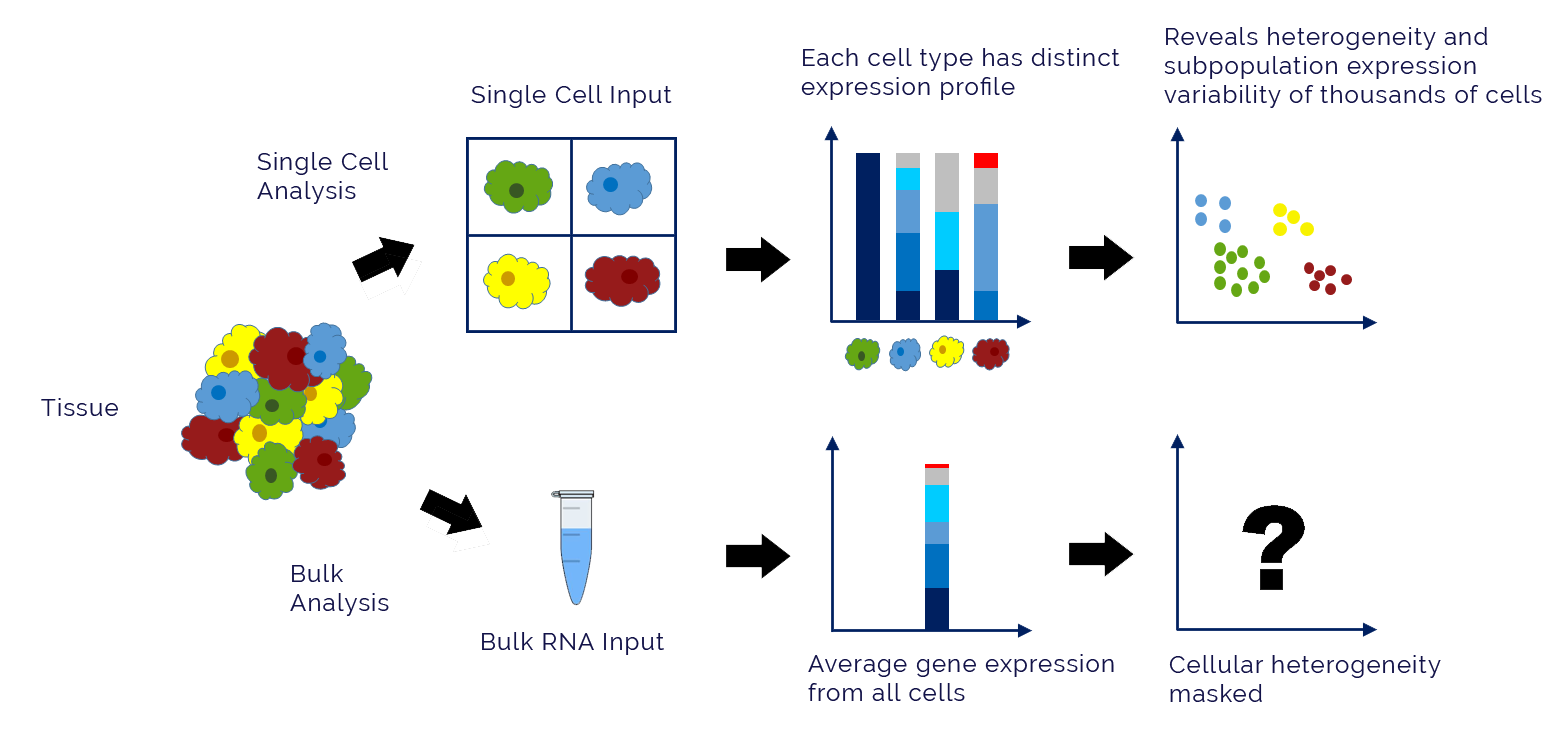 Tissue
Single Cell
Analysis
Single Cell Input
Each cell type has distinct
expression profile
Reveals heterogeneity and
subpopulation expression
variability of thousands of cells
Bulk
Analysis
Bulk RNA Input
Average gene expression
from all cells
?
Cellular heterogeneity
masked